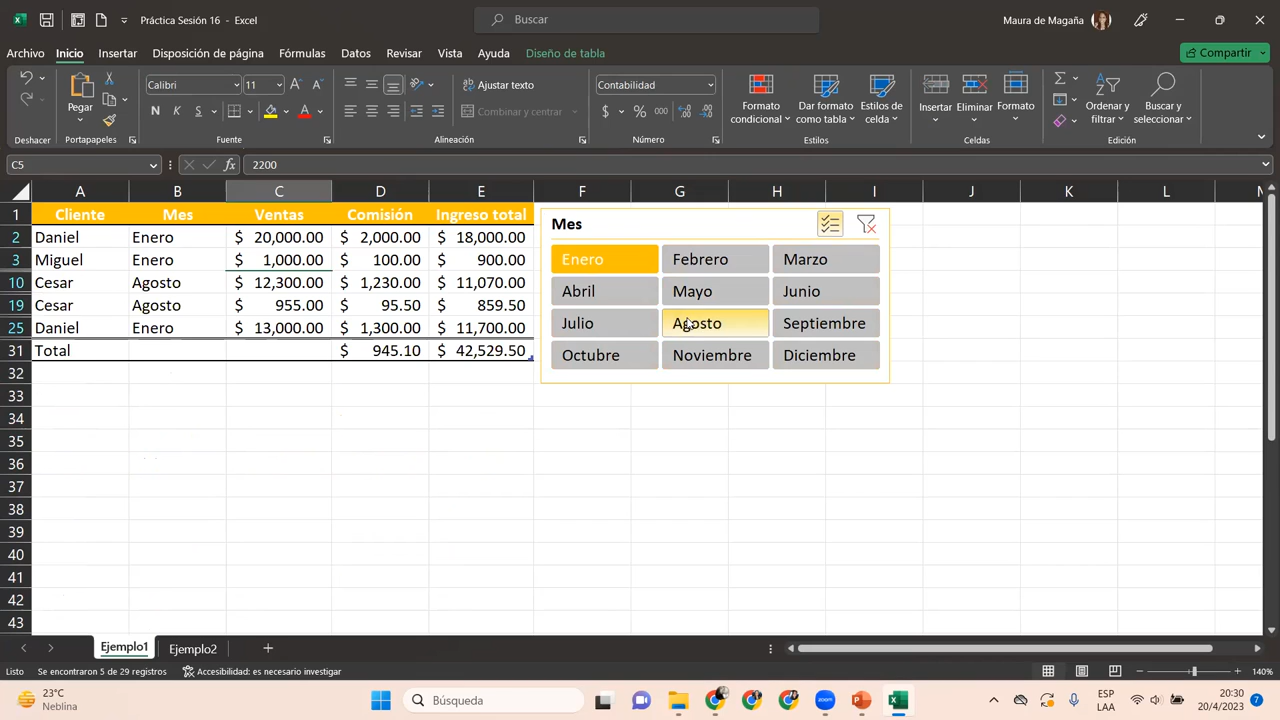 Práctica Sesión 16 - Excel
Buscar
Maura de Magaña
Archivo Inicio Insertar Disposición de página Fórmulas Datos Revisar Vista Ayuda Diseño de tabla
Compartir
Pegar
Calibri 11
N K S
Ajustar texto
Combinar y centrar
Contabilidad
$ % 000
Formato condicional
Dar formato como tabla
Estilos de celda
Insertar Eliminar Formato
Ordenar y filtrar
Buscar y seleccionar
Deshacer Portapapeles Fuente Alineación Número Estilos Celdas Edición
C5 fx 2200
A B C D E F G H I J K L M
1 Cliente Mes Ventas Comisión Ingreso total
2 Daniel Enero $ 20,000.00 $ 2,000.00 $ 18,000.00
3 Miguel Enero $ 1,000.00 $ 100.00 $ 900.00
10 Cesar Agosto $ 12,300.00 $ 1,230.00 $ 11,070.00
19 Cesar Agosto $ 955.00 $ 95.50 $ 859.50
25 Daniel Enero $ 13,000.00 $ 1,300.00 $ 11,700.00
31 Total $ 945.10 $ 42,529.50
32
33
34
35
36
37
38
39
40
41
42
43
Mes
Enero Febrero Marzo
Abril Mayo Junio
Julio Agosto Septiembre
Octubre Noviembre Diciembre
Ejemplo1 Ejemplo2
Listo Se encontraron 5 de 29 registros Accesibilidad: es necesario investigar
140%
23°C
Neblina
Búsqueda
zoom
ESP
LAA
20:30
20/4/2023
7